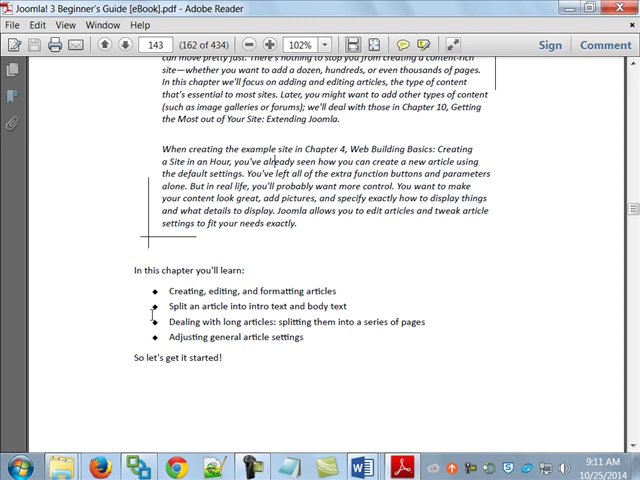 Joomla! 3 Beginner's Guide [eBook].pdf - Adobe Reader
File Edit View Window Help
143 (162 of 434) 102% Sign Comment
can move pretty just. There's nothing to stop you from creating a content-rich
site—whether you want to add a dozen, hundreds, or even thousands of pages.
In this chapter we'll focus on adding and editing articles, the type of content
that's essential to most sites. Later, you might want to add other types of content
(such as image galleries or forums); we'll deal with those in Chapter 10, Getting
the Most out of Your Site: Extending Joomla.
When creating the example site in Chapter 4, Web Building Basics: Creating
a Site in an Hour, you've already seen how you can create a new article using
the default settings. You've left all of the extra function buttons and parameters
alone. But in real life, you'll probably want more control. You want to make
your content look great, add pictures, and specify exactly how to display things
and what details to display. Joomla allows you to edit articles and tweak article
settings to fit your needs exactly.
In this chapter you'll learn:
◆ Creating, editing, and formatting articles
◆ Split an article into intro text and body text
◆ Dealing with long articles: splitting them into a series of pages
◆ Adjusting general article settings
So let's get it started!
9:11 AM
10/25/2014